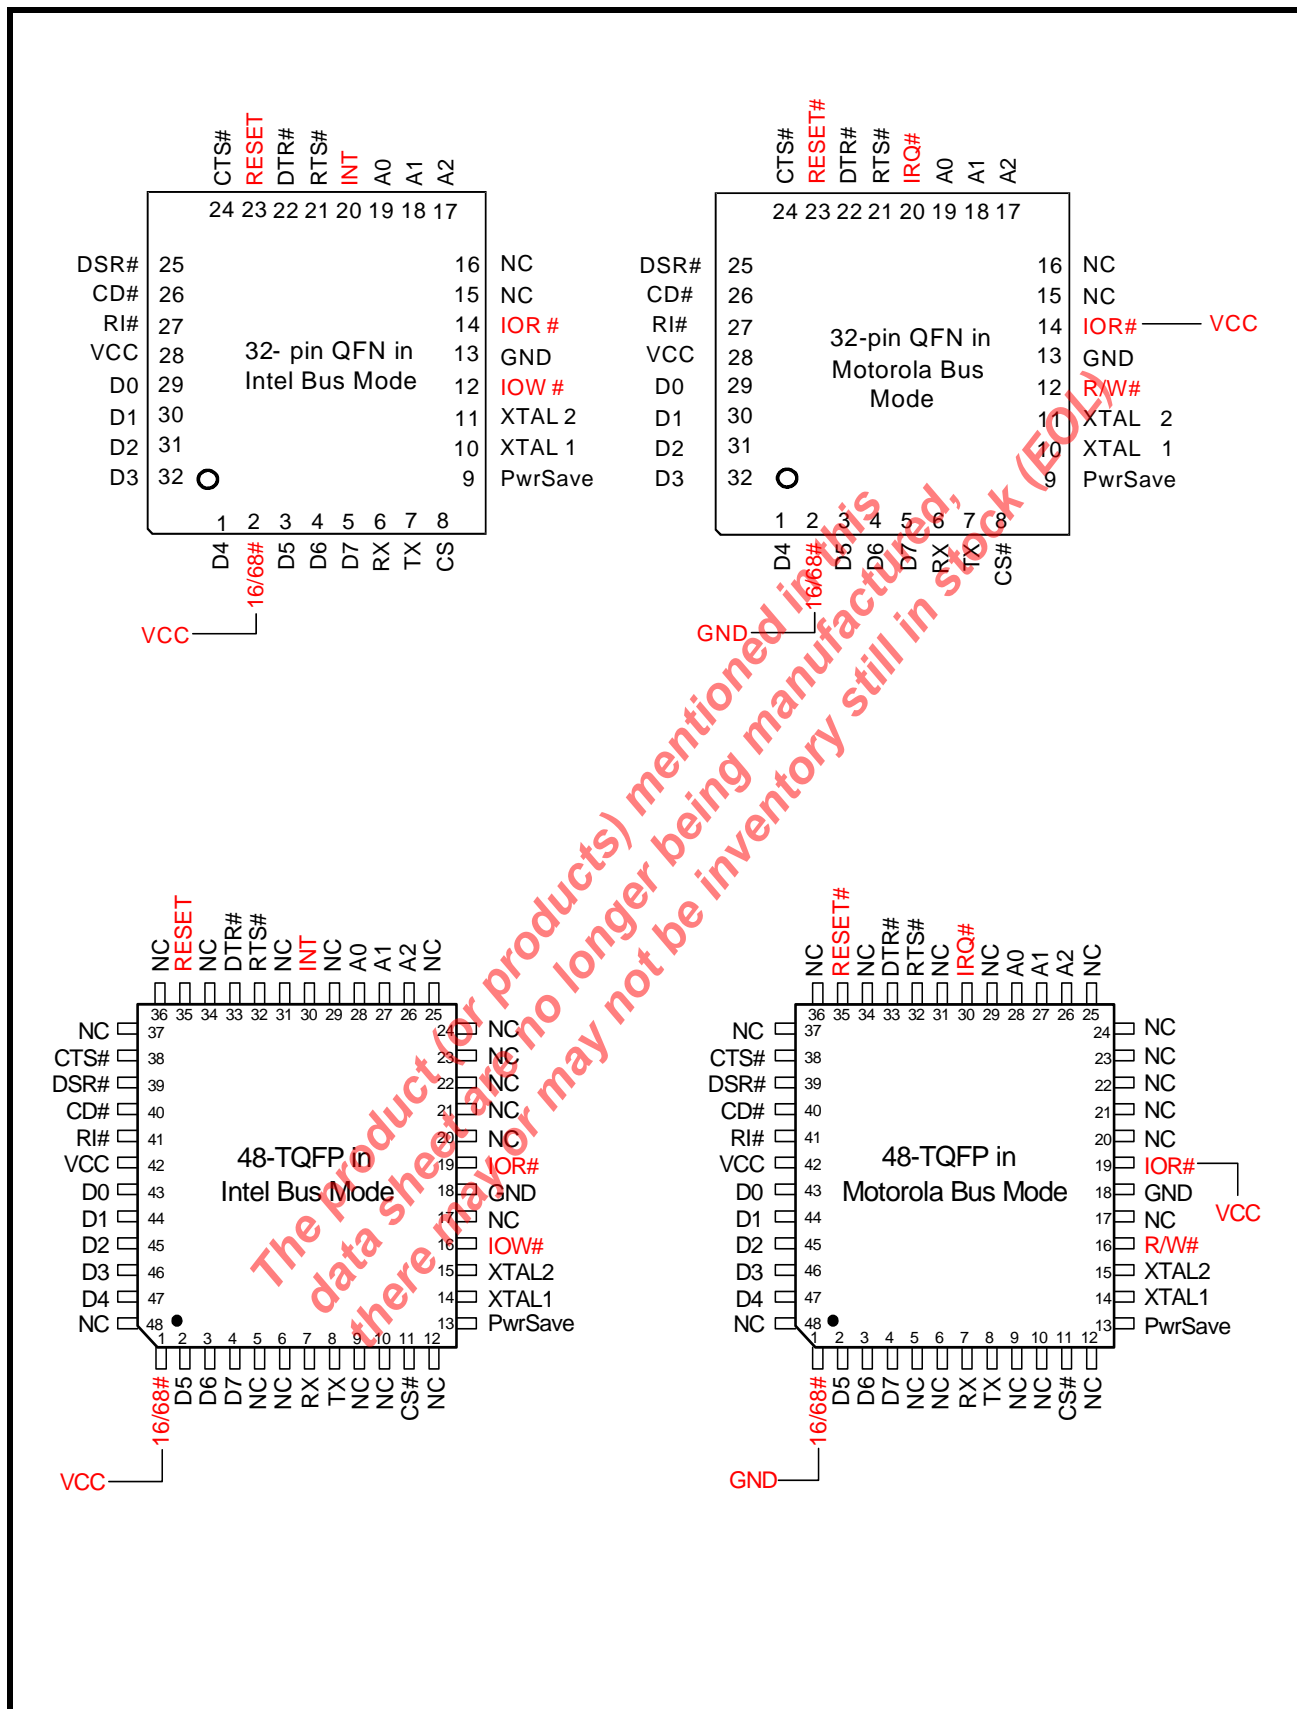 CTS# RESET DTR# RTS# INT A0 A1 A2
24 23 22 21 20 19 18 17
DSR# 25 16 NC
CD# 26 15 NC
RI# 27 14 IOR #
VCC 28 13 GND
D0 29 12 IOW #
D1 30 11 XTAL 2
D2 31 10 XTAL 1
D3 32 9 PwrSave
32- pin QFN in
Intel Bus Mode
1 2 3 4 5 6 7 8
D4 16/68# D5 D6 D7 RX TX CS
VCC
CTS# RESET# DTR# RTS# IRQ# A0 A1 A2
24 23 22 21 20 19 18 17
DSR# 25 16 NC
CD# 26 15 NC
RI# 27 14 IOR# VCC
VCC 28 13 GND
D0 29 12 R/W#
D1 30 11 XTAL 2
D2 31 10 XTAL 1
D3 32 9 PwrSave
32-pin QFN in
Motorola Bus
Mode
1 2 3 4 5 6 7 8
D4 16/68# D5 D6 D7 RX TX CS#
GND
NC RESET NC DTR# RTS# NC INT NC A0 A1 A2 NC
36 35 34 33 32 31 30 29 28 27 26 25
NC 37 24 NC
CTS# 38 23 NC
DSR# 39 22 NC
CD# 40 21 NC
RI# 41 20 NC
VCC 42 19 IOR#
D0 43 18 GND
D1 44 17 NC
D2 45 16 IOW#
D3 46 15 XTAL2
D4 47 14 XTAL1
NC 48 13 PwrSave
48-TQFP in
Intel Bus Mode
1 2 3 4 5 6 7 8 9 10 11 12
16/68# D5 D6 D7 NC NC RX TX NC NC CS# NC
VCC
NC RESET# NC DTR# RTS# NC IRQ# NC A0 A1 A2 NC
36 35 34 33 32 31 30 29 28 27 26 25
NC 37 24 NC
CTS# 38 23 NC
DSR# 39 22 NC
CD# 40 21 NC
RI# 41 20 NC
VCC 42 19 IOR# VCC
D0 43 18 GND
D1 44 17 NC
D2 45 16 R/W#
D3 46 15 XTAL2
D4 47 14 XTAL1
NC 48 13 PwrSave
48-TQFP in
Motorola Bus Mode
1 2 3 4 5 6 7 8 9 10 11 12
16/68# D5 D6 D7 NC NC RX TX NC NC CS# NC
GND
The product (or products) mentioned in this
data sheet are no longer being manufactured,
there may or may not be inventory still in stock (EOL)